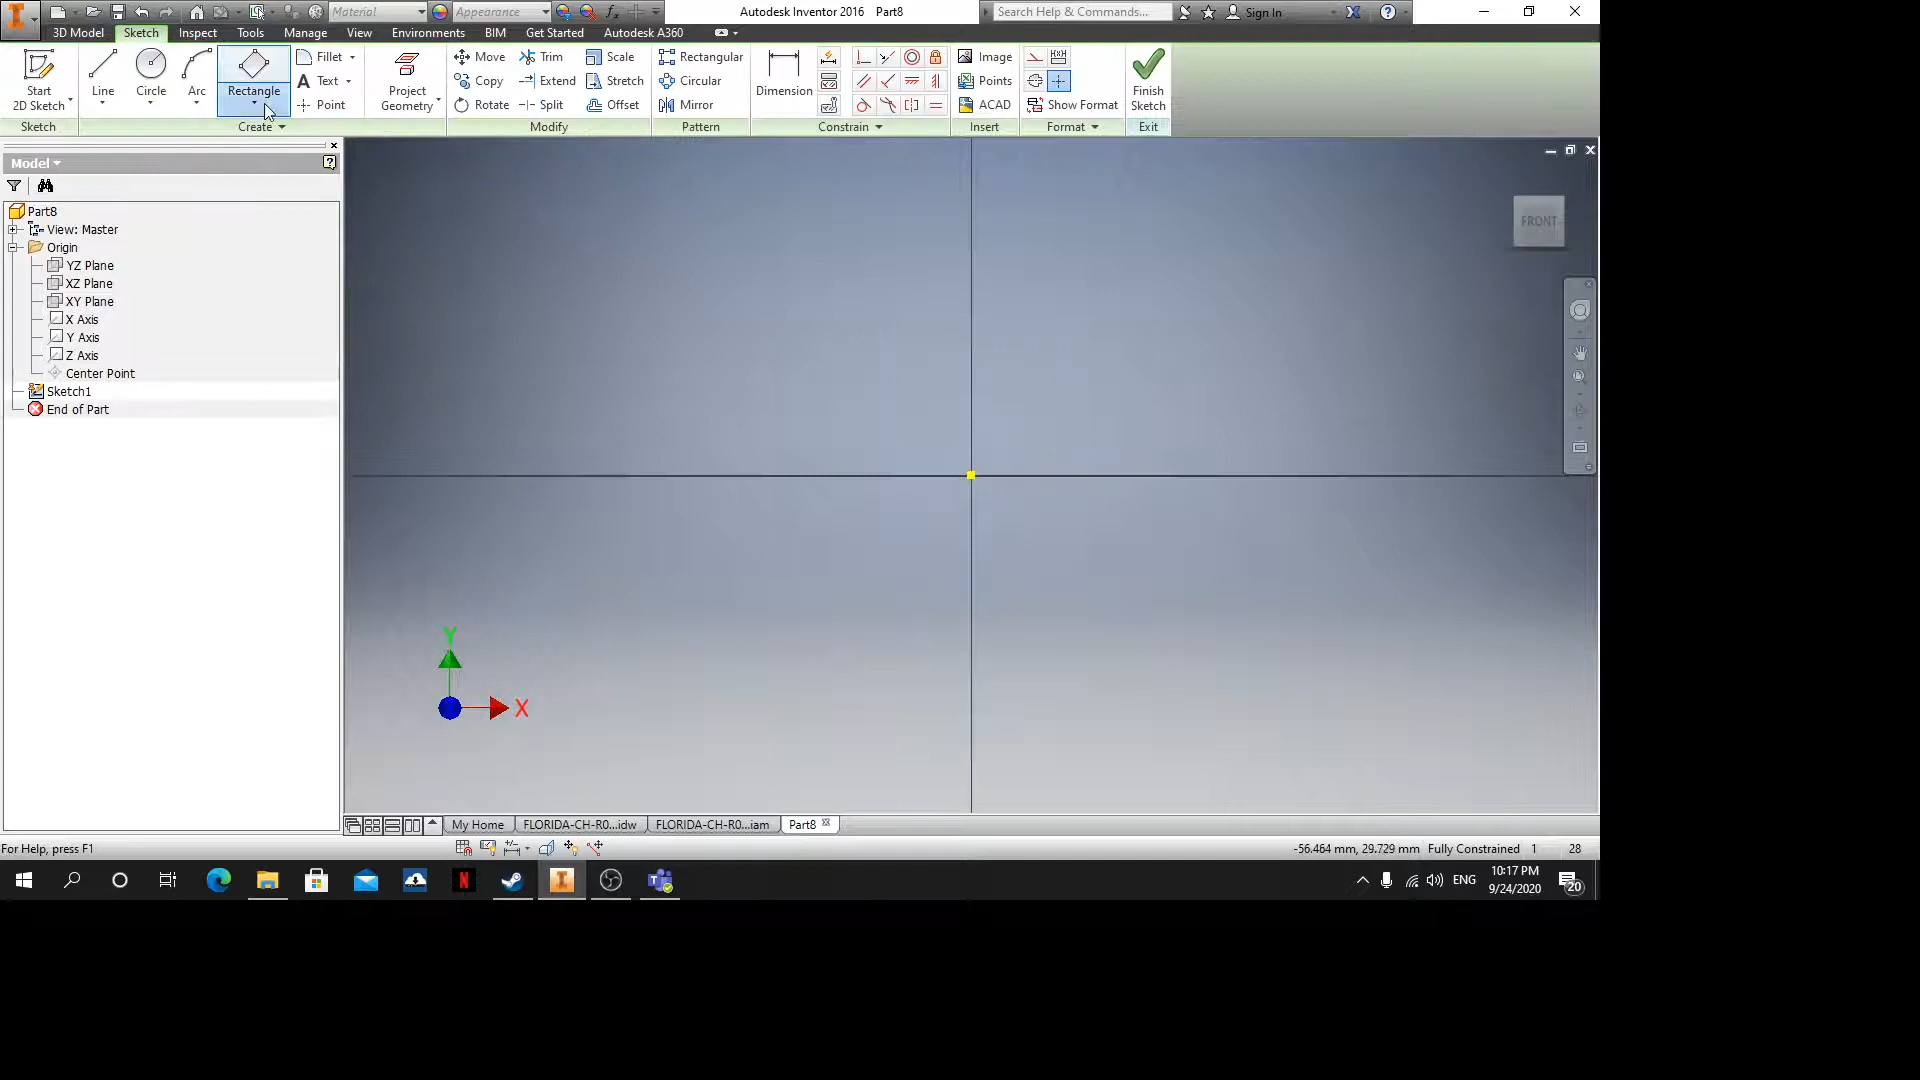 Material
Appearance
Autodesk Inventor 2016 Part8
Search Help & Commands...
Sign In
3D Model Sketch Inspect Tools Manage View Environments BIM Get Started Autodesk A360
Start
2D Sketch
Line
Circle
Arc
Rectangle
Fillet
Text
Point
Project
Geometry
Move
Copy
Rotate
Trim
Extend
Split
Scale
Stretch
Offset
Rectangular
Circular
Mirror
Dimension
Image
Points
ACAD
Show Format
Finish
Sketch
Sketch Create Modify Pattern Constrain Insert Format Exit
Model
Part8
View: Master
Origin
YZ Plane
XZ Plane
XY Plane
X Axis
Y Axis
Z Axis
Center Point
Sketch1
End of Part
FRONT
Y
X
My Home FLORIDA-CH-R0...idw FLORIDA-CH-R0...iam Part8
For Help, press F1
-56.464 mm, 29.729 mm Fully Constrained 1 28
ENG
10:17 PM
9/24/2020
20